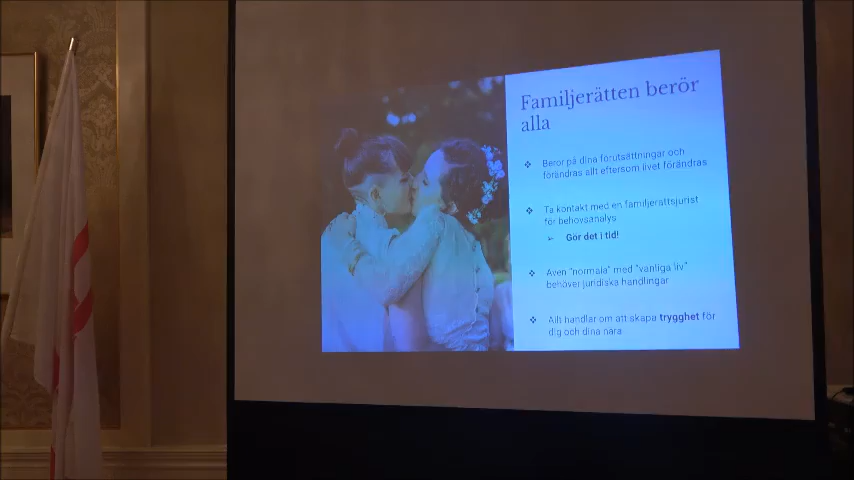 Familjerätten berör
alla
Beror på dina förutsättningar och
förändras allt eftersom livet förändras
Ta kontakt med en familjerättsjurist
för behovsanalys
Gör det i tid!
Även "normala" med "vanliga liv"
behöver juridiska handlingar
Allt handlar om att skapa trygghet för
dig och dina nära